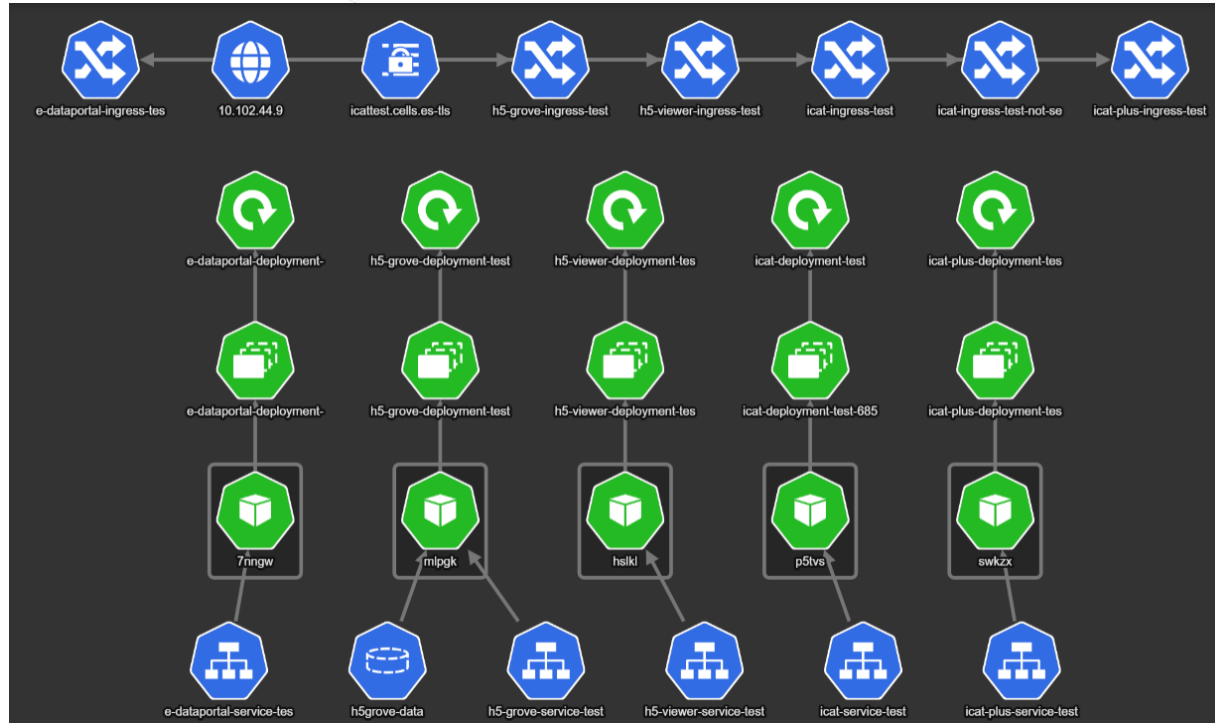 e-dataportal-ingress-tes
10.102.44.9
icattest.cells.es-tls
h5-grove-ingress-test
h5-viewer-ingress-test
icat-ingress-test
icat-ingress-test-not-se
icat-plus-ingress-test
e-dataportal-deployment-
h5-grove-deployment-test
h5-viewer-deployment-tes
icat-deployment-test
icat-plus-deployment-tes
e-dataportal-deployment-
h5-grove-deployment-test
h5-viewer-deployment-tes
icat-deployment-test-685
icat-plus-deployment-tes
7nngw
mlpgk
hslkl
p5tvs
swkzx
e-dataportal-service-tes
h5grove-data
h5-grove-service-test
h5-viewer-service-test
icat-service-test
icat-plus-service-test